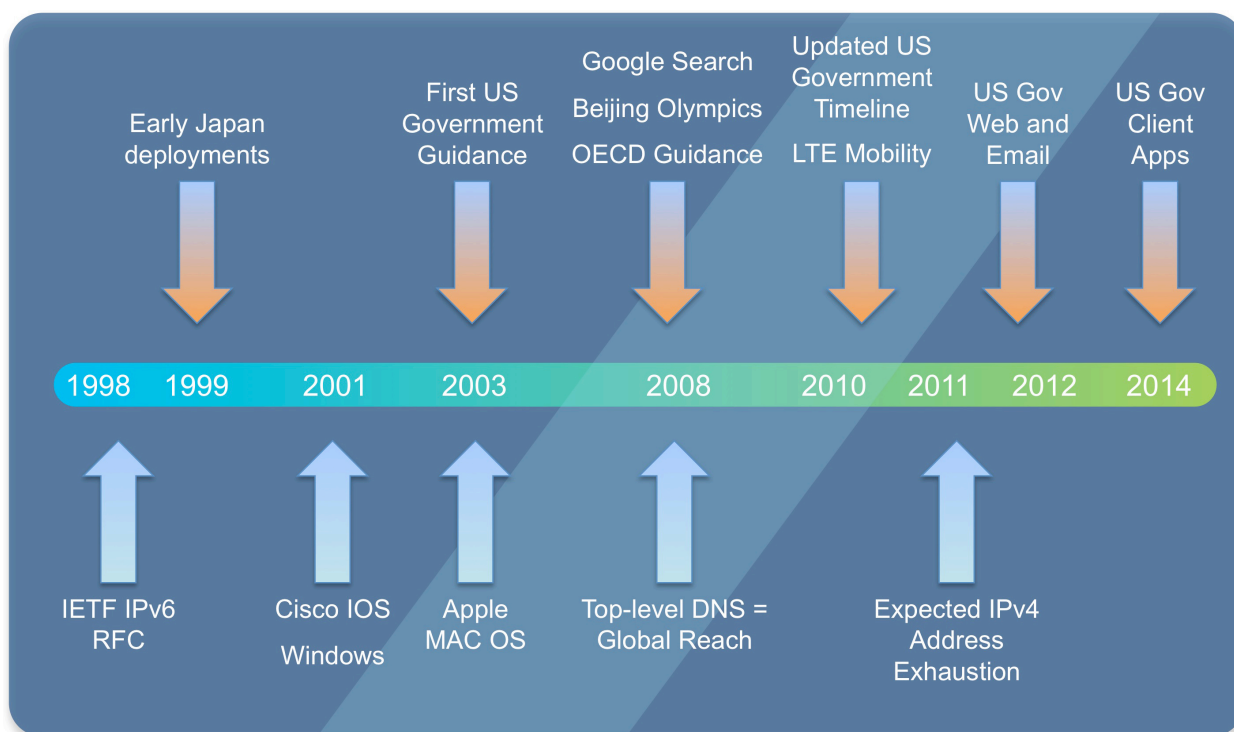 Early Japan
deployments
First US
Government
Guidance
Google Search
Beijing Olympics
OECD Guidance
Updated US
Government
Timeline
LTE Mobility
US Gov
Web and
Email
US Gov
Client
Apps
1998 1999 2001 2003 2008 2010 2011 2012 2014
IETF IPv6
RFC
Cisco IOS
Windows
Apple
MAC OS
Top-level DNS =
Global Reach
Expected IPv4
Address
Exhaustion